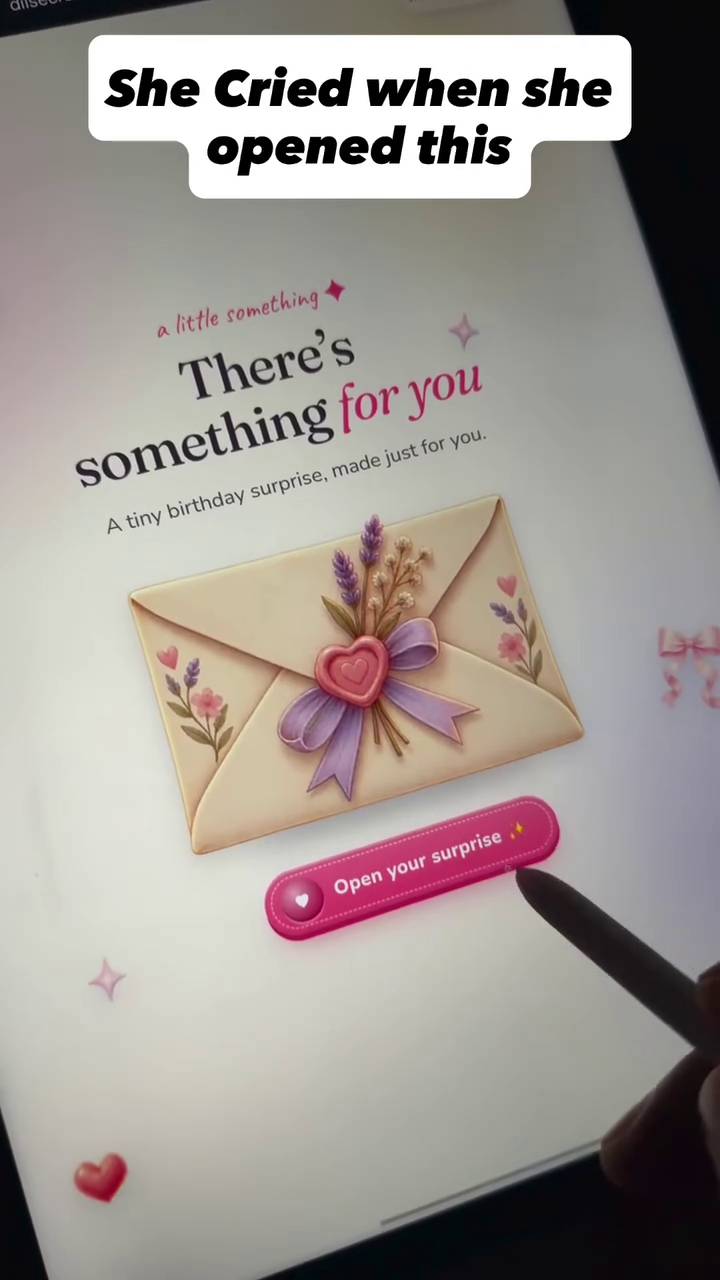 She Cried when she
opened this
a little something
There's
something for you
A tiny birthday surprise, made just for you.
Open your surprise ✨